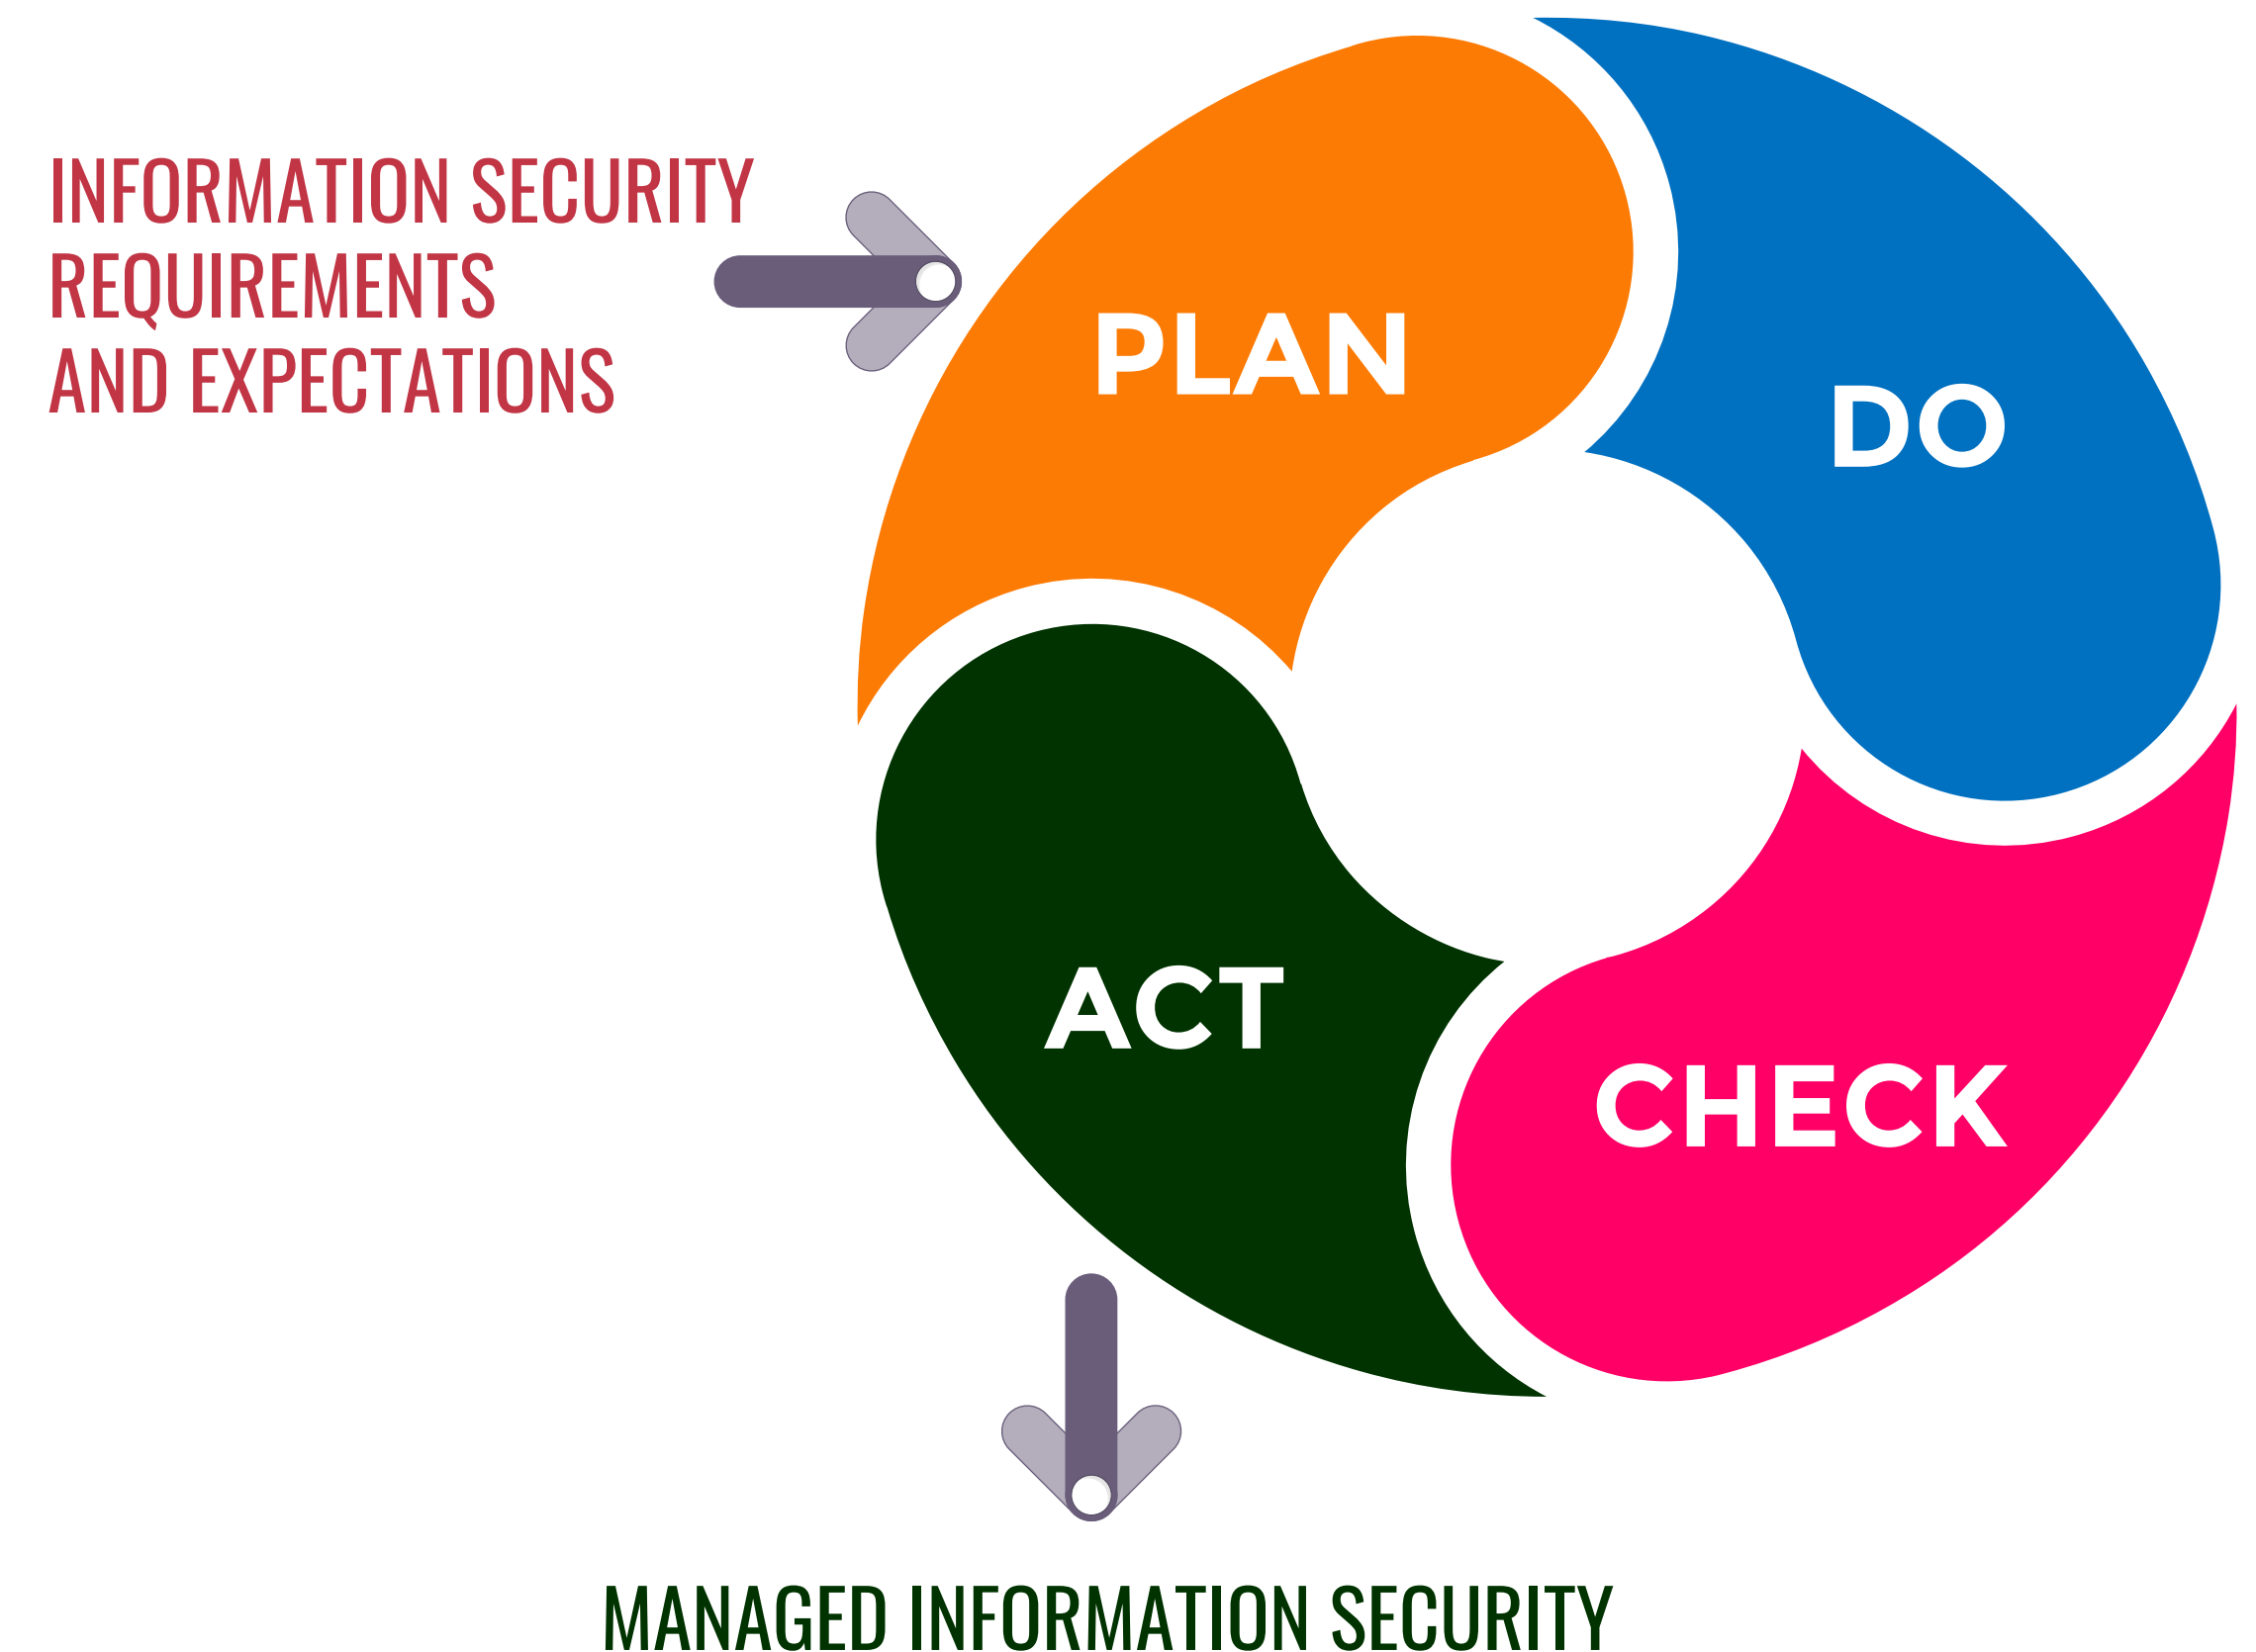 INFORMATION SECURITY
REQUIREMENTS
AND EXPECTATIONS
PLAN
DO
ACT
CHECK
MANAGED INFORMATION SECURITY